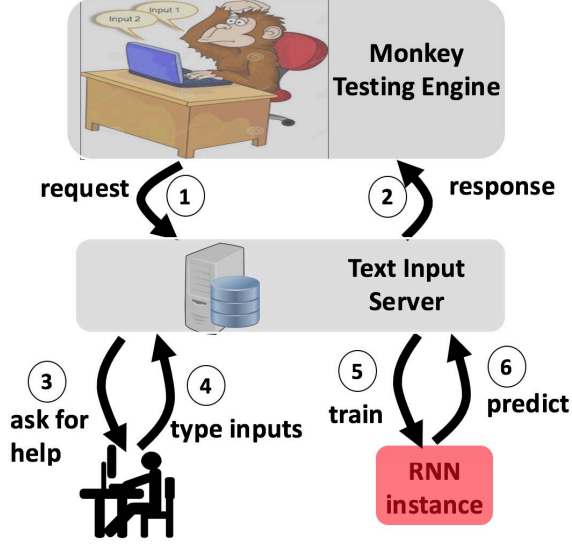 Input 1
Input 2
Monkey
Testing Engine
request
1
2
response
Text Input
Server
3
ask for
help
4
type inputs
5
train
6
predict
RNN
instance